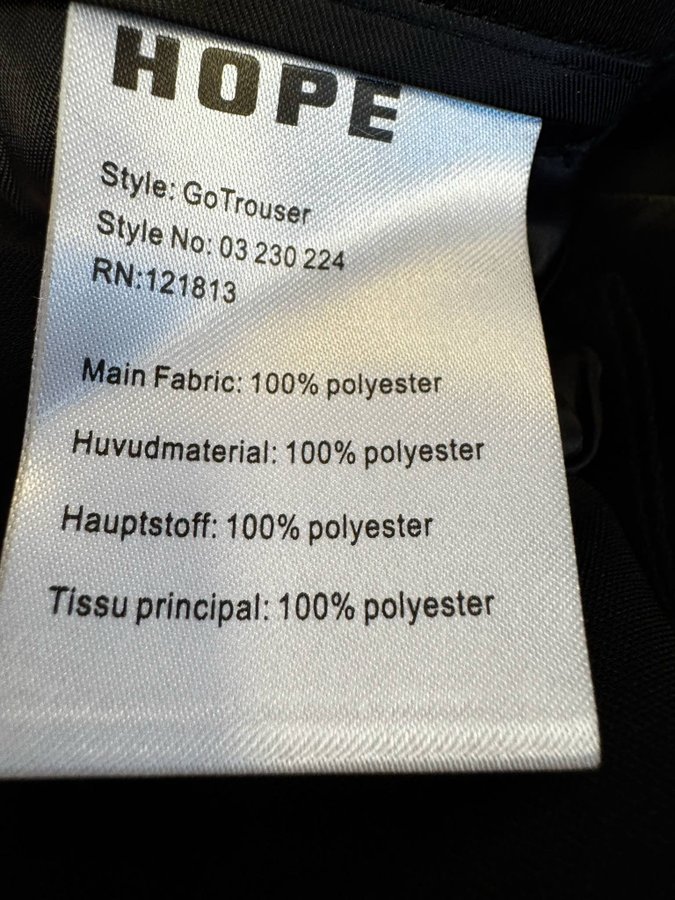 HOPE
Style: GoTrouser
Style No: 03 230 224
RN:121813
Main Fabric: 100% polyester
Huvudmaterial: 100% polyester
Hauptstoff: 100% polyester
Tissu principal: 100% polyester